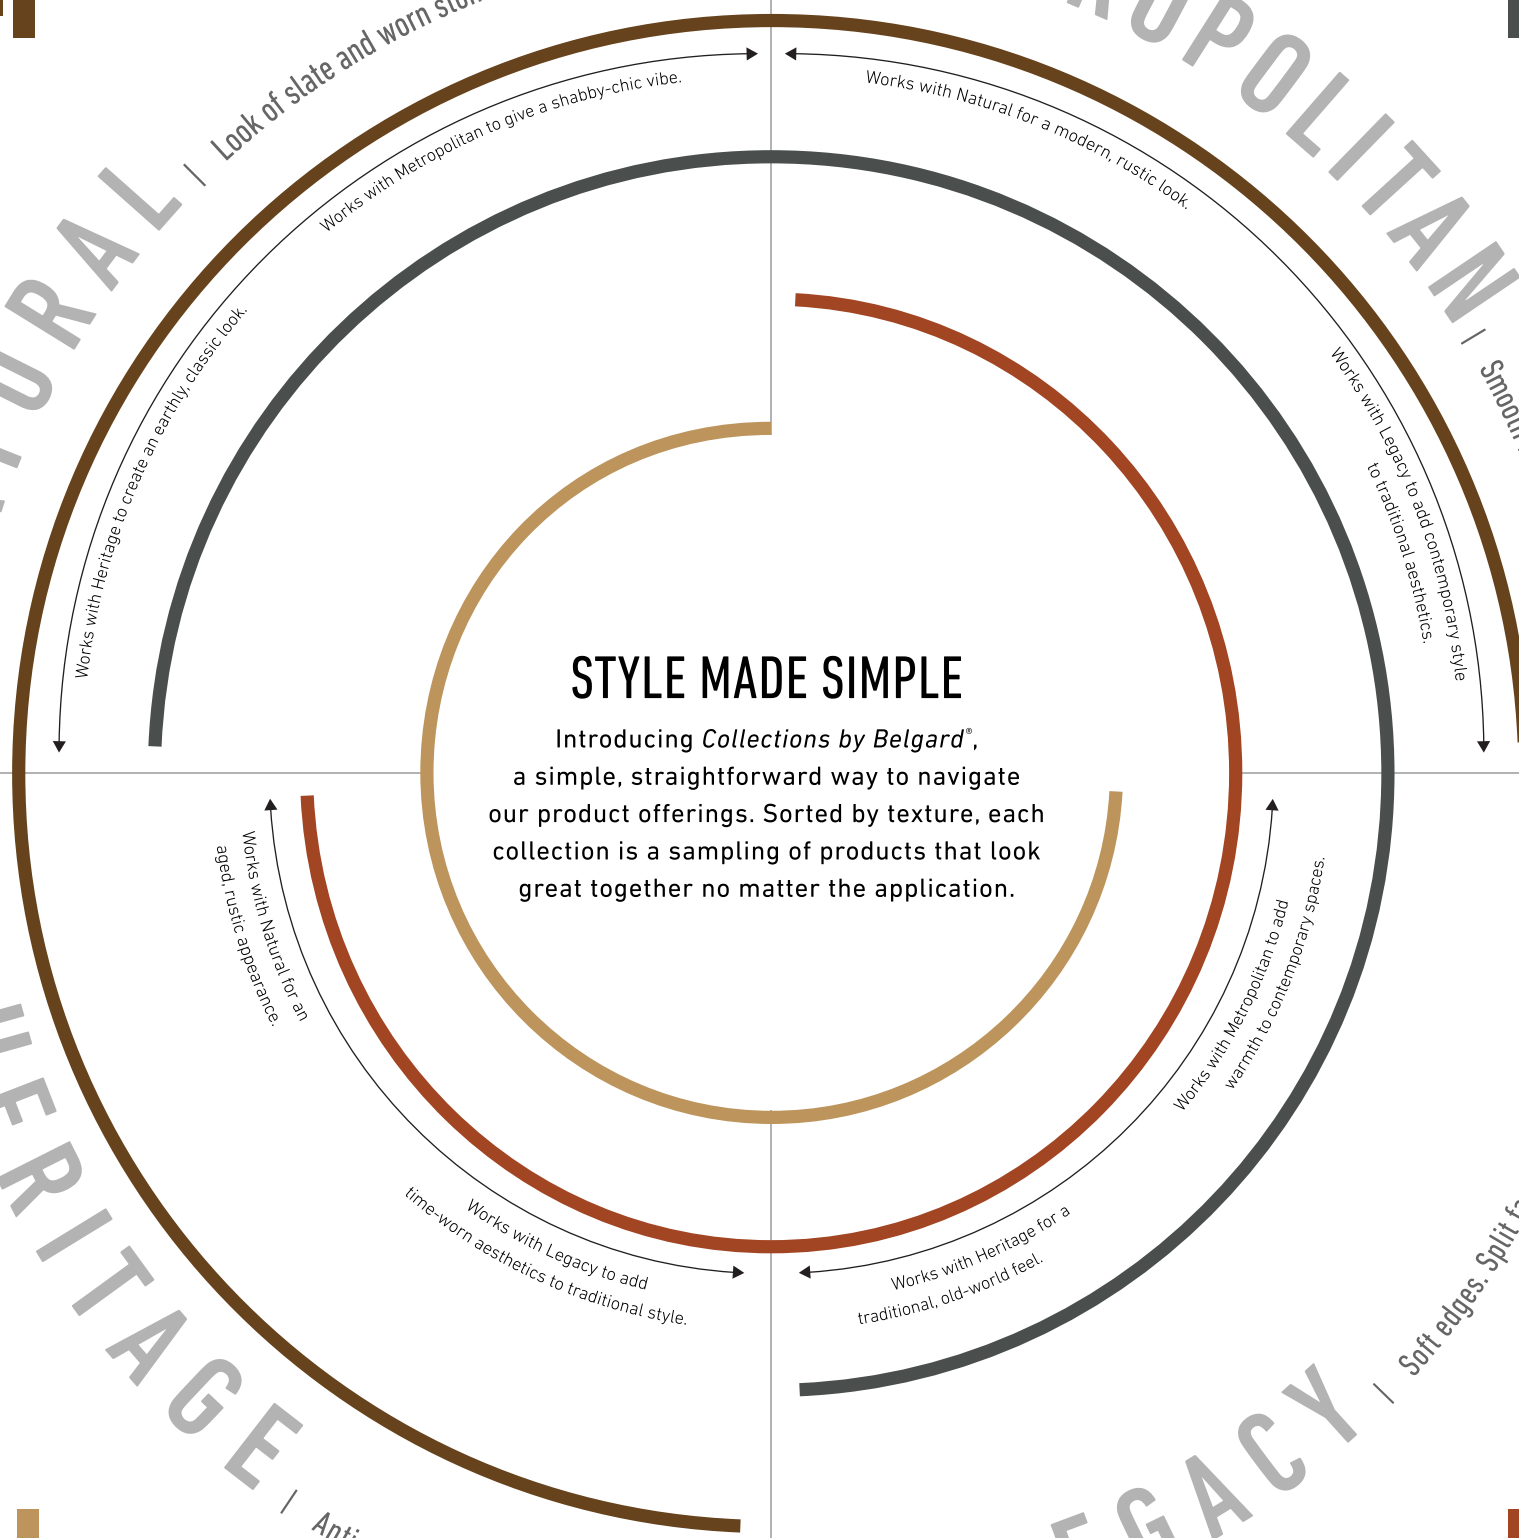 Look of slate and worn
URAL |
ROPOLITAN |
Works with Metropolitan to give a shabby-chic vibe.
Works with Natural for a modern, rustic look.
Works with Heritage to create an earthly, classic look.
Works with Legacy to add contemporary style
to traditional aesthetics.
Smooth
STYLE MADE SIMPLE
Introducing Collections by Belgard®,
a simple, straightforward way to navigate
our product offerings. Sorted by texture, each
collection is a sampling of products that look
great together no matter the application.
Works with Natural for an
aged, rustic appearance.
Works with Metropolitan to add
warmth to contemporary spaces.
Works with Legacy to add
time-worn aesthetics to traditional style.
Works with Heritage for a
traditional, old-world feel.
HERITAGE |
EGACY | Soft edges. Split